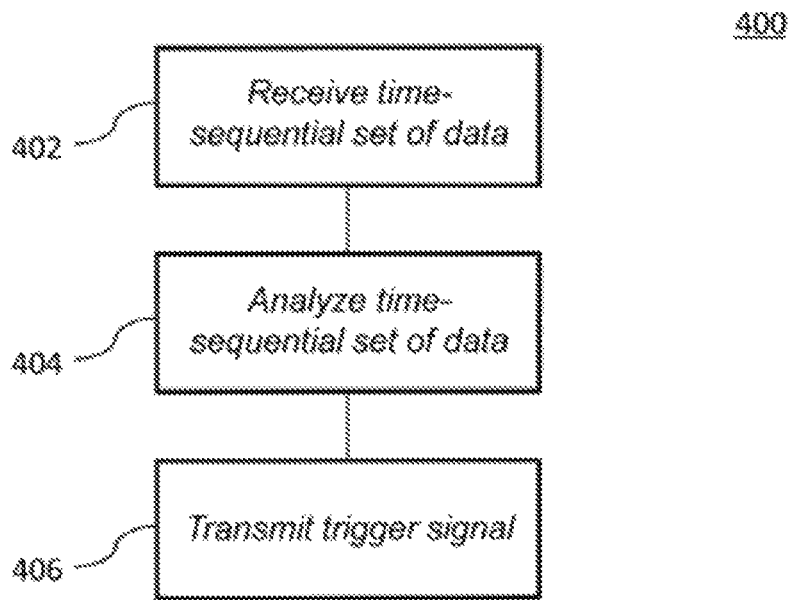 400
Receive time-
sequential set of data
402
Analyze time-
sequential set of data
404
Transmit trigger signal
406